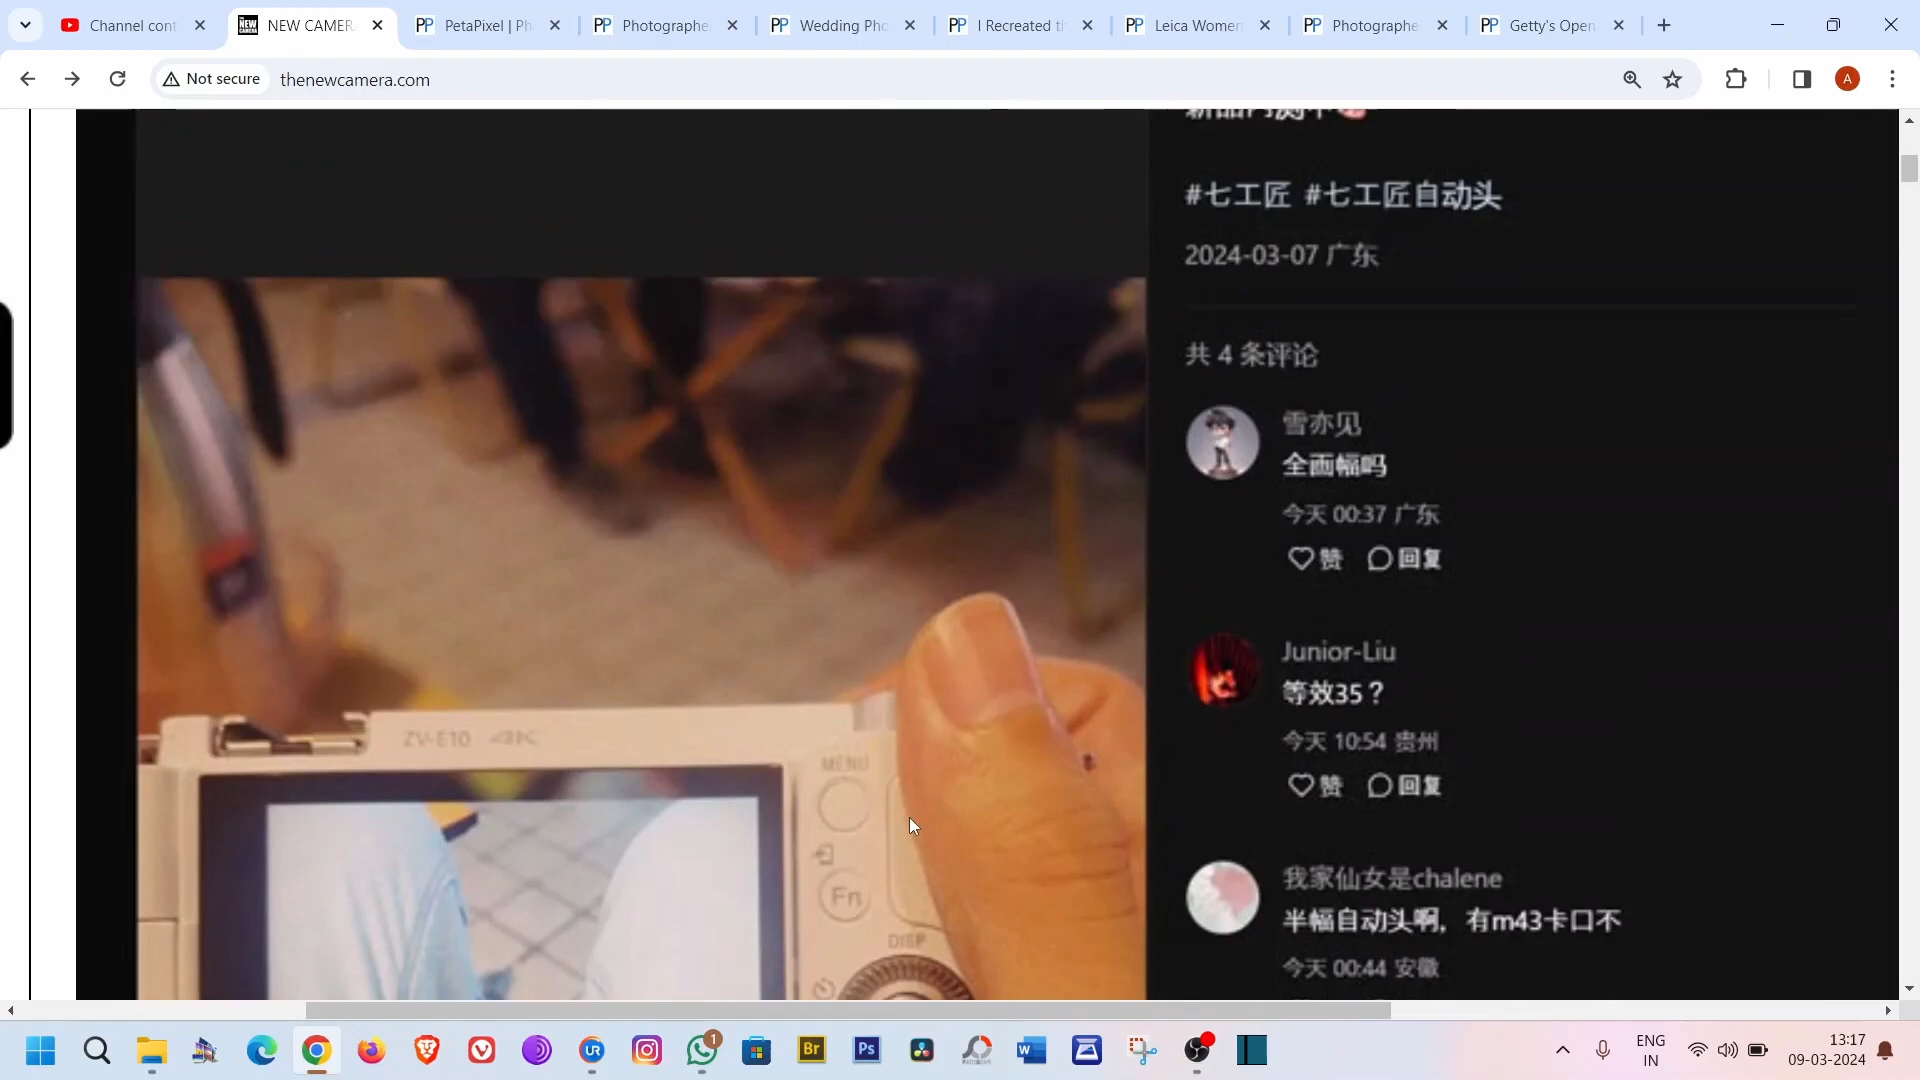 Channel cont
NEW CAMER
PetaPixel | Ph
Photographe
Wedding Pho
I Recreated th
Leica Women
Photographe
Getty's Open
Not secure
thenewcamera.com
A
#七工匠 #七工匠自动头
2024-03-07 广东
共 4 条评论
雪亦见
全画幅吗
今天 00:37 广东
赞 回复
Junior-Liu
等效35？
今天 10:54 贵州
赞 回复
我家仙女是chalene
半幅自动头啊，有m43卡口不
今天 00:44 安徽
ZV-E10 4K
MENU
Fn
DISP
UR
1
Br
Ps
ENG
IN
13:17
09-03-2024